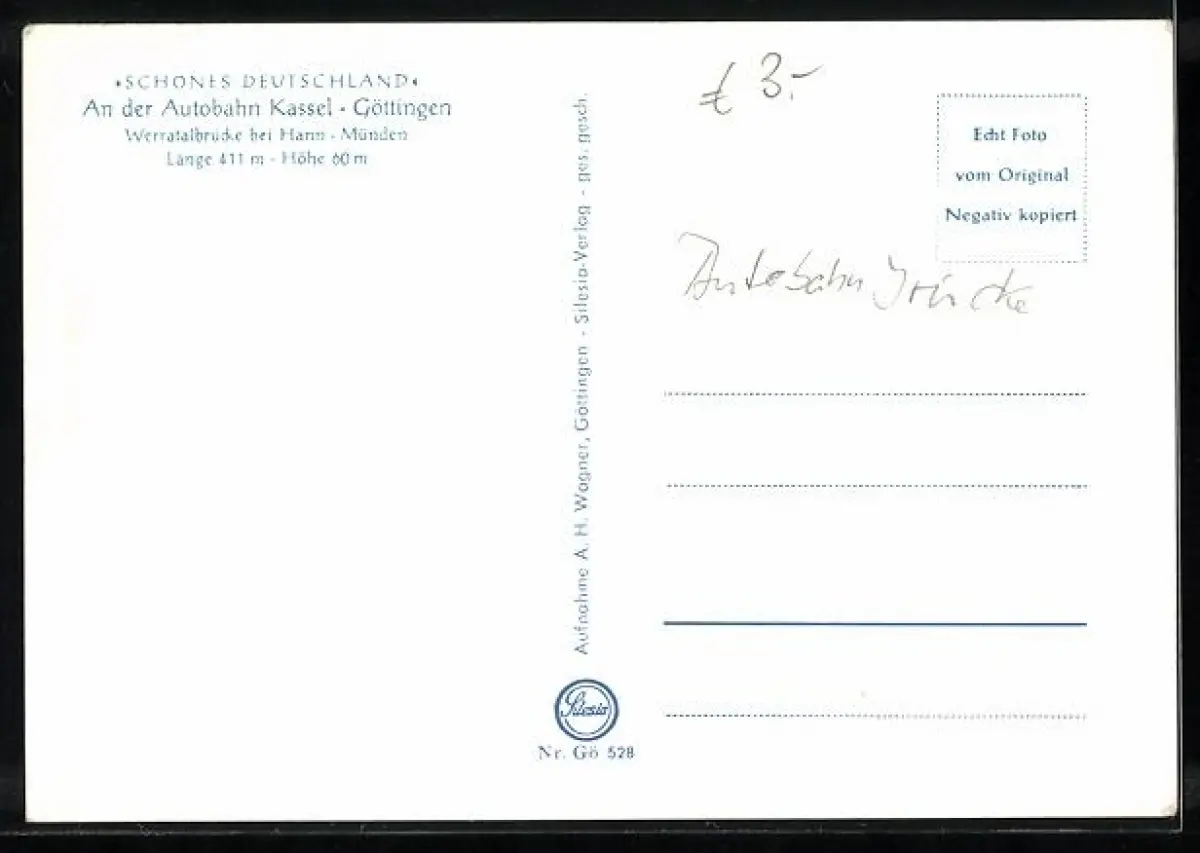 •SCHÖNES DEUTSCHLAND•
An der Autobahn Kassel - Göttingen
Werratalbrücke bei Hann.-Münden
Länge 411 m - Höhe 60 m
Aufnahme A. H. Wagner, Göttingen - Silesia-Verlag - ges. gesch.
Silesia
Nr. Gö 528
€ 3.-
Echt Foto
vom Original
Negativ kopiert
Autobahn